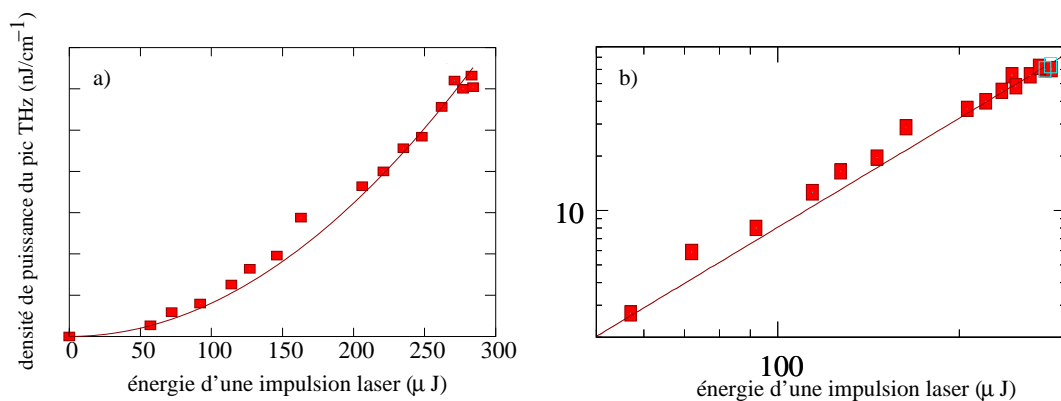 densité de puissance du pic THz (nJ/cm⁻¹)
a)
0 50 100 150 200 250 300
énergie d'une impulsion laser (μ J)
b)
10
100
énergie d'une impulsion laser (μ J)